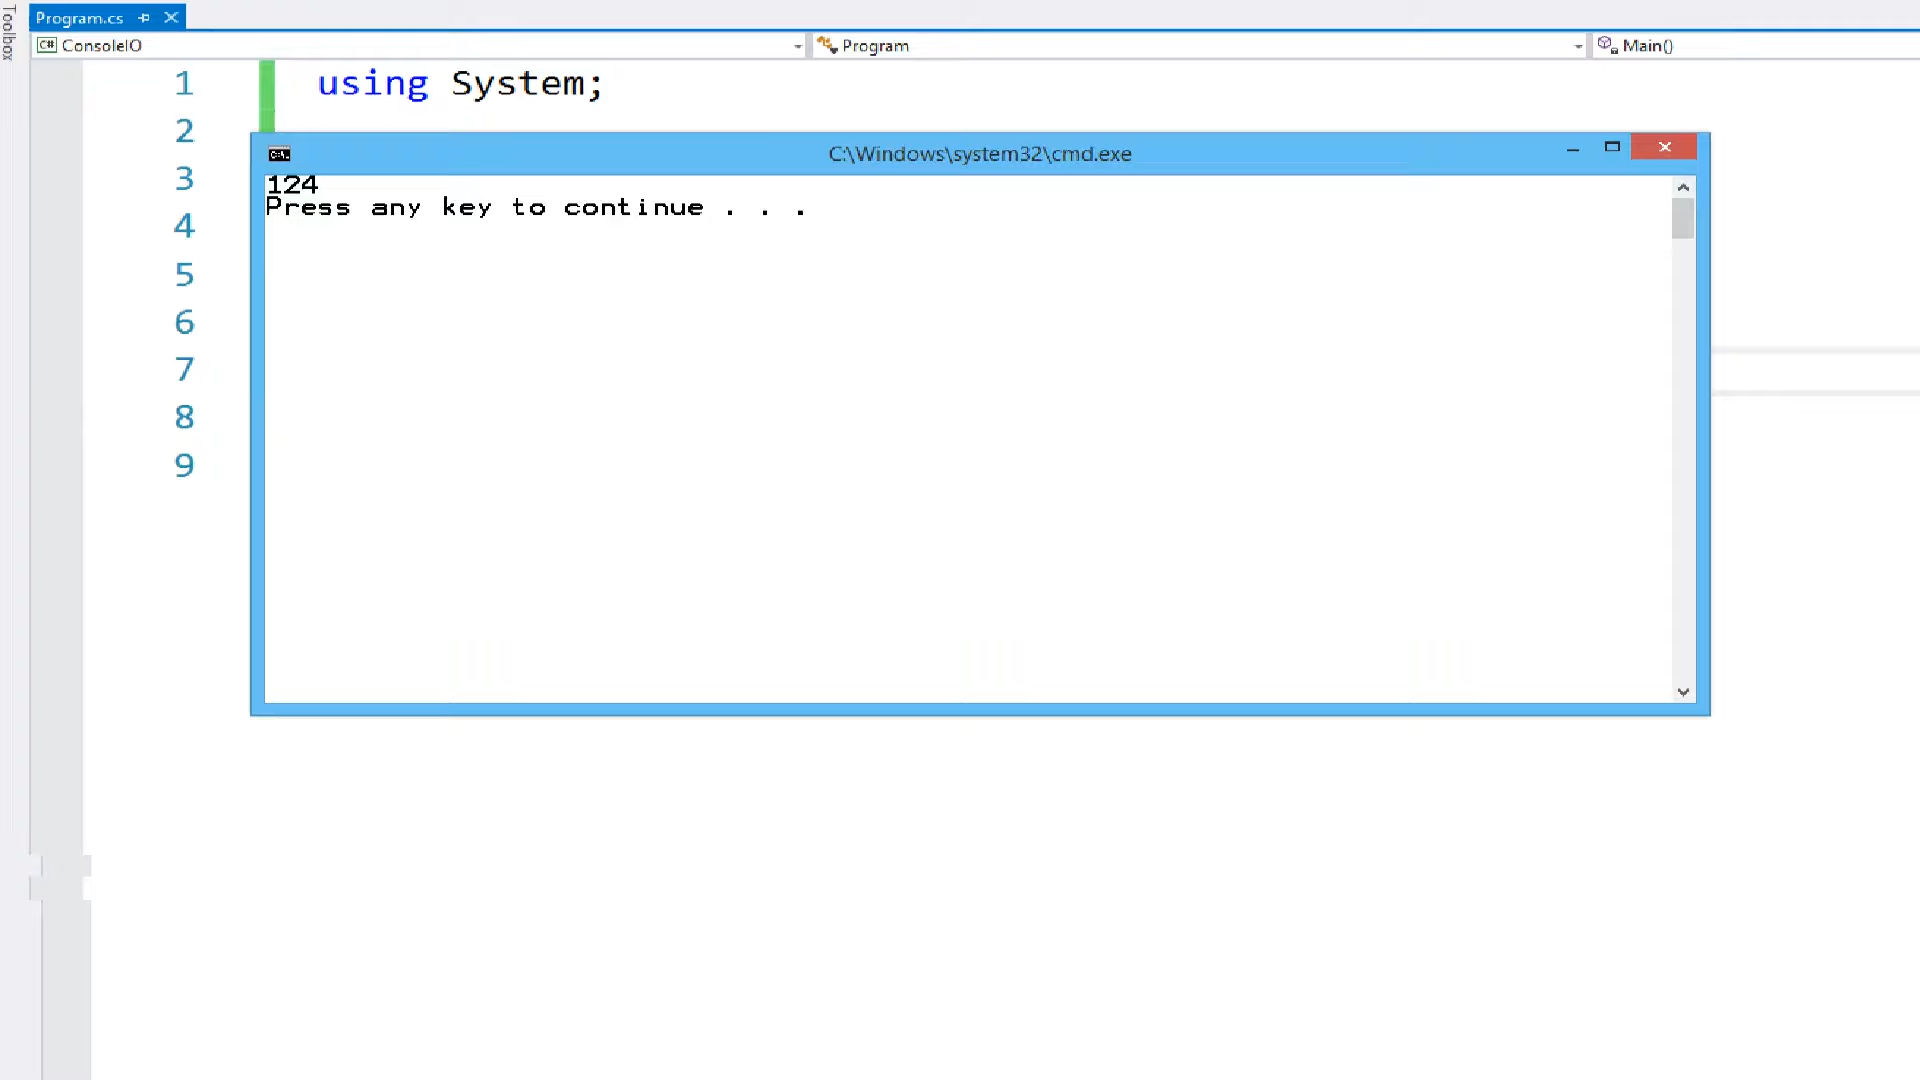 Toolbox
Program.cs
C# ConsoleIO
Program
Main()
1 using System;
2
3
4
5
6
7
8
9
C:\Windows\system32\cmd.exe
124
Press any key to continue . . .